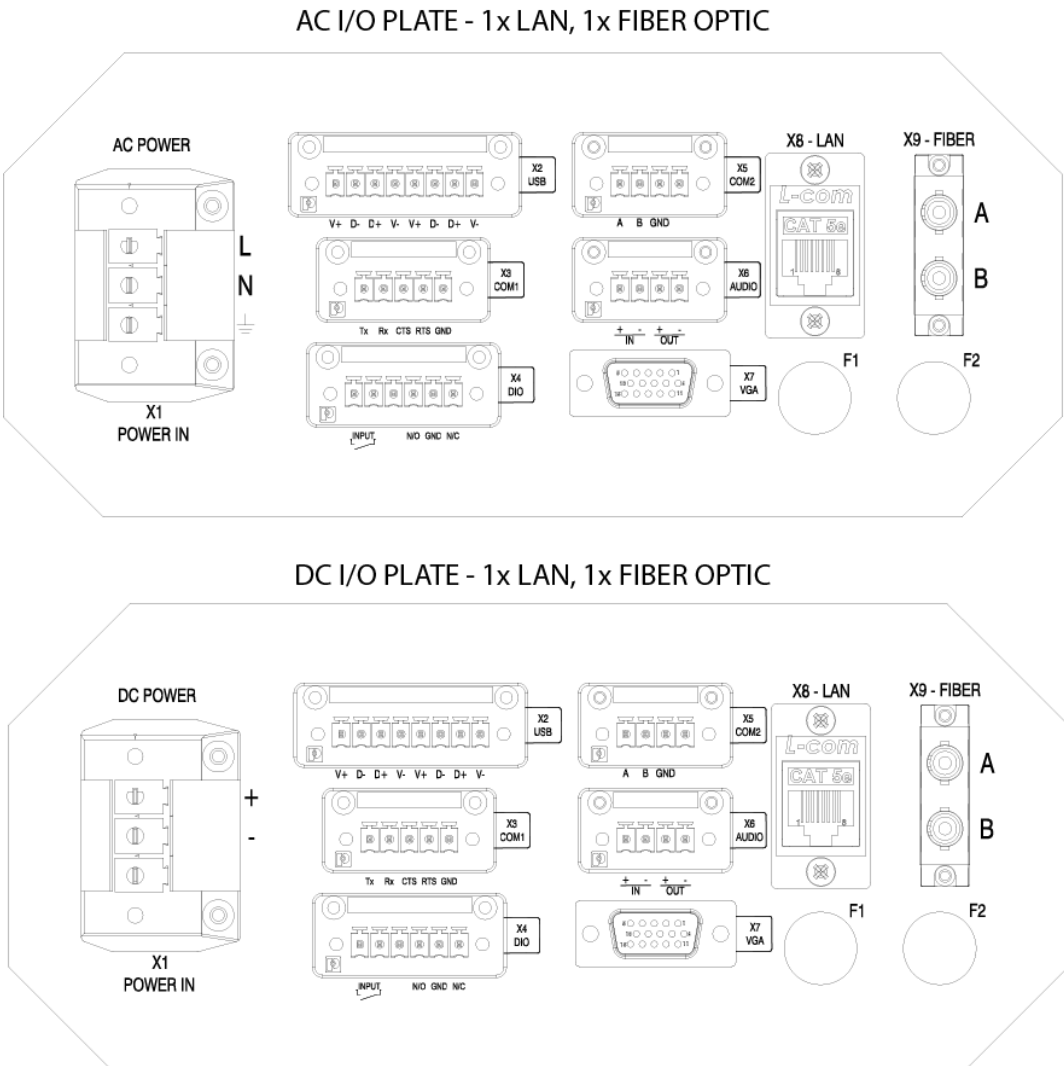 AC I/O PLATE - 1x LAN, 1x FIBER OPTIC
AC POWER
L
N
X1
POWER IN
X2
USB
V+ D- D+ V- V+ D- D+ V-
X3
COM1
Tx Rx CTS RTS GND
X4
DIO
INPUT N/O GND N/C
X5
COM2
A B GND
X6
AUDIO
+ - + -
IN OUT
X7
VGA
X8 - LAN
L-com
CAT 5e
1 8
X9 - FIBER
A
B
F1
F2
DC I/O PLATE - 1x LAN, 1x FIBER OPTIC
DC POWER
+
-
X1
POWER IN
X2
USB
V+ D- D+ V- V+ D- D+ V-
X3
COM1
Tx Rx CTS RTS GND
X4
DIO
INPUT N/O GND N/C
X5
COM2
A B GND
X6
AUDIO
+ - + -
IN OUT
X7
VGA
X8 - LAN
L-com
CAT 5e
1 8
X9 - FIBER
A
B
F1
F2